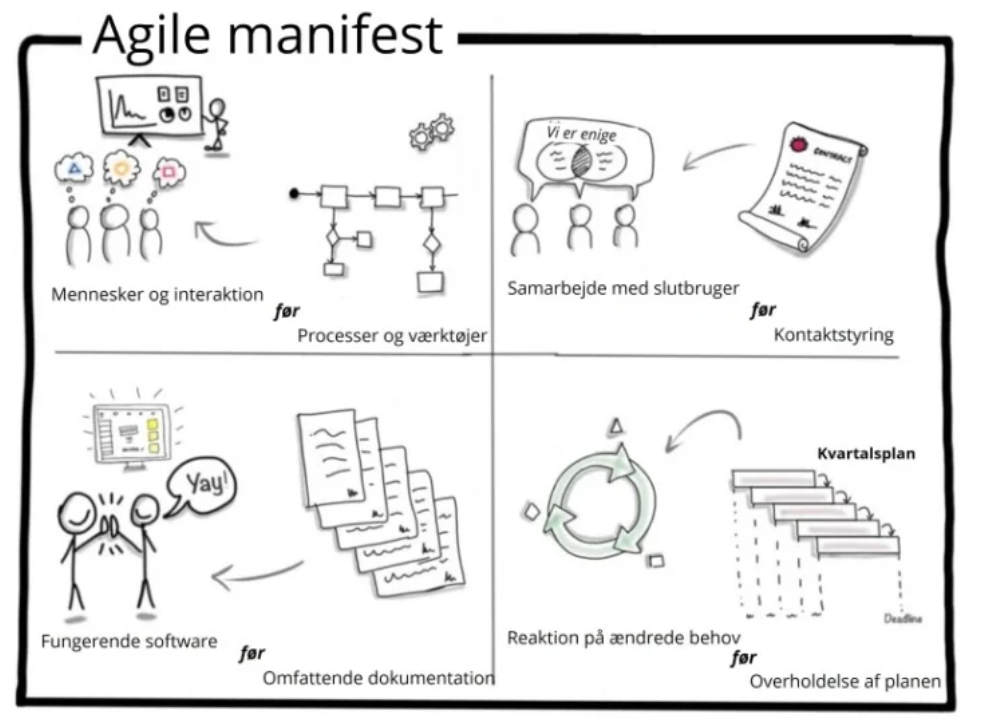 Agile manifest
Mennesker og interaktion
før
Processer og værktøjer
Vi er enige
CONTRACT
Samarbejde med slutbruger
før
Kontaktstyring
Yay!
Fungerende software
før
Omfattende dokumentation
Kvartalsplan
Deadline
Reaktion på ændrede behov
før
Overholdelse af planen